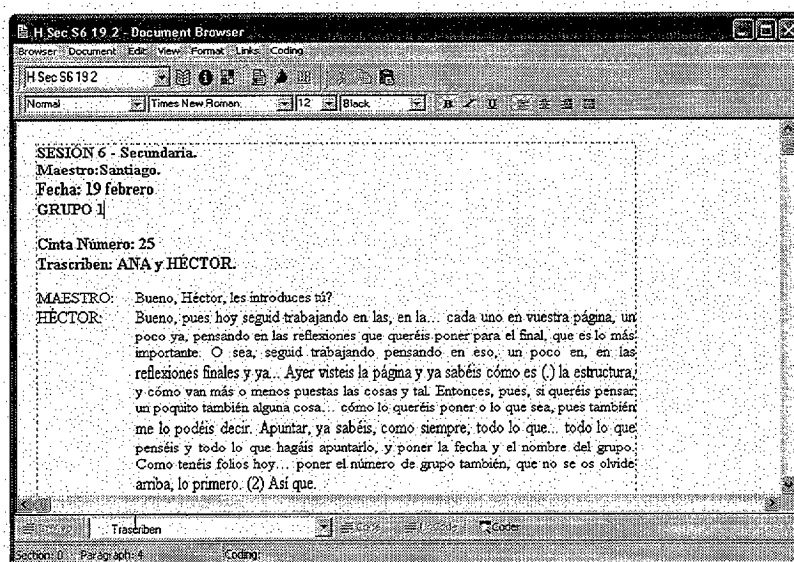 H Sec S6 19 2 - Document Browser
Browser Document Edit View Format Links Coding
H Sec S6 19 2
Normal Times New Roman 12 Black B U
SESIÓN 6 - Secundaria.
Maestro: Santiago.
Fecha: 19 febrero
GRUPO 1
Cinta Número: 25
Trascriben: ANA y HÉCTOR.
MAESTRO: Bueno, Héctor, les introduces tú?
HÉCTOR: Bueno, pues hoy seguid trabajando en las, en la... cada uno en vuestra página, un
poco ya, pensando en las reflexiones que queréis poner para el final, que es lo más
importante. O sea, seguid trabajando pensando en eso, un poco en, en las
reflexiones finales y ya... Ayer visteis la página y ya sabéis cómo es (.) la estructura,
y cómo van más o menos puestas las cosas y tal. Entonces, pues, si queréis pensar
un poquito también alguna cosa... cómo lo queréis poner o lo que sea, pues también
me lo podéis decir. Apuntar, ya sabéis, como siempre, todo lo que... todo lo que
penséis y todo lo que hagáis apuntarlo, y poner la fecha y el nombre del grupo.
Como tenéis folios hoy... poner el número de grupo también, que no se os olvide
arriba, lo primero. (2) Así que.
Trascriben Coder
Section: 0 Paragraph: 4 Coding: